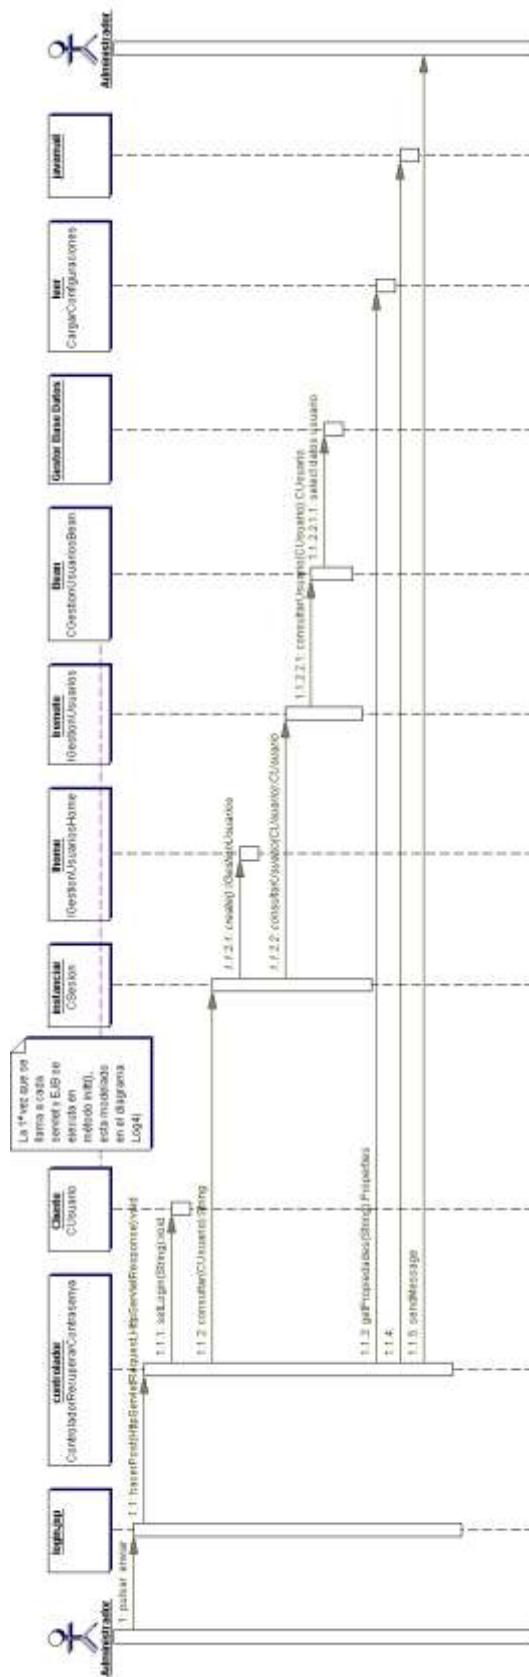 Administrador
login.jsp
controlador
ControladorRecuperarContrasenya
Cliente
CUsuario
La 1ª vez que se
llama a cada
servlet y EJB se
ejecuta en
método init(),
esta modelado
en el diagrama
Log4j
instanciar
CSesion
Ihome
IGestionUsuariosHome
Iremote
IGestionUsuarios
Bean
CGestionUsuariosBean
Gestor Base Datos
leer
CargarConfiguraciones
javamail
Administrador
1: pulsar enviar
1.1: hacerPost(HttpServletRequest,HttpServletResponse):void
1.1.1: setLogin(String):void
1.1.2: consultar(CUsuario):String
1.1.2.1: create():IGestionUsuarios
1.1.2.2: consultarUsuario(CUsuario):CUsuario
1.1.2.2.1: consultarUsuario(CUsuario):CUsuario
1.1.2.2.1.1: select datos usuario
1.1.3: getPropiedades(String):Properties
1.1.4:
1.1.5: sendMessage